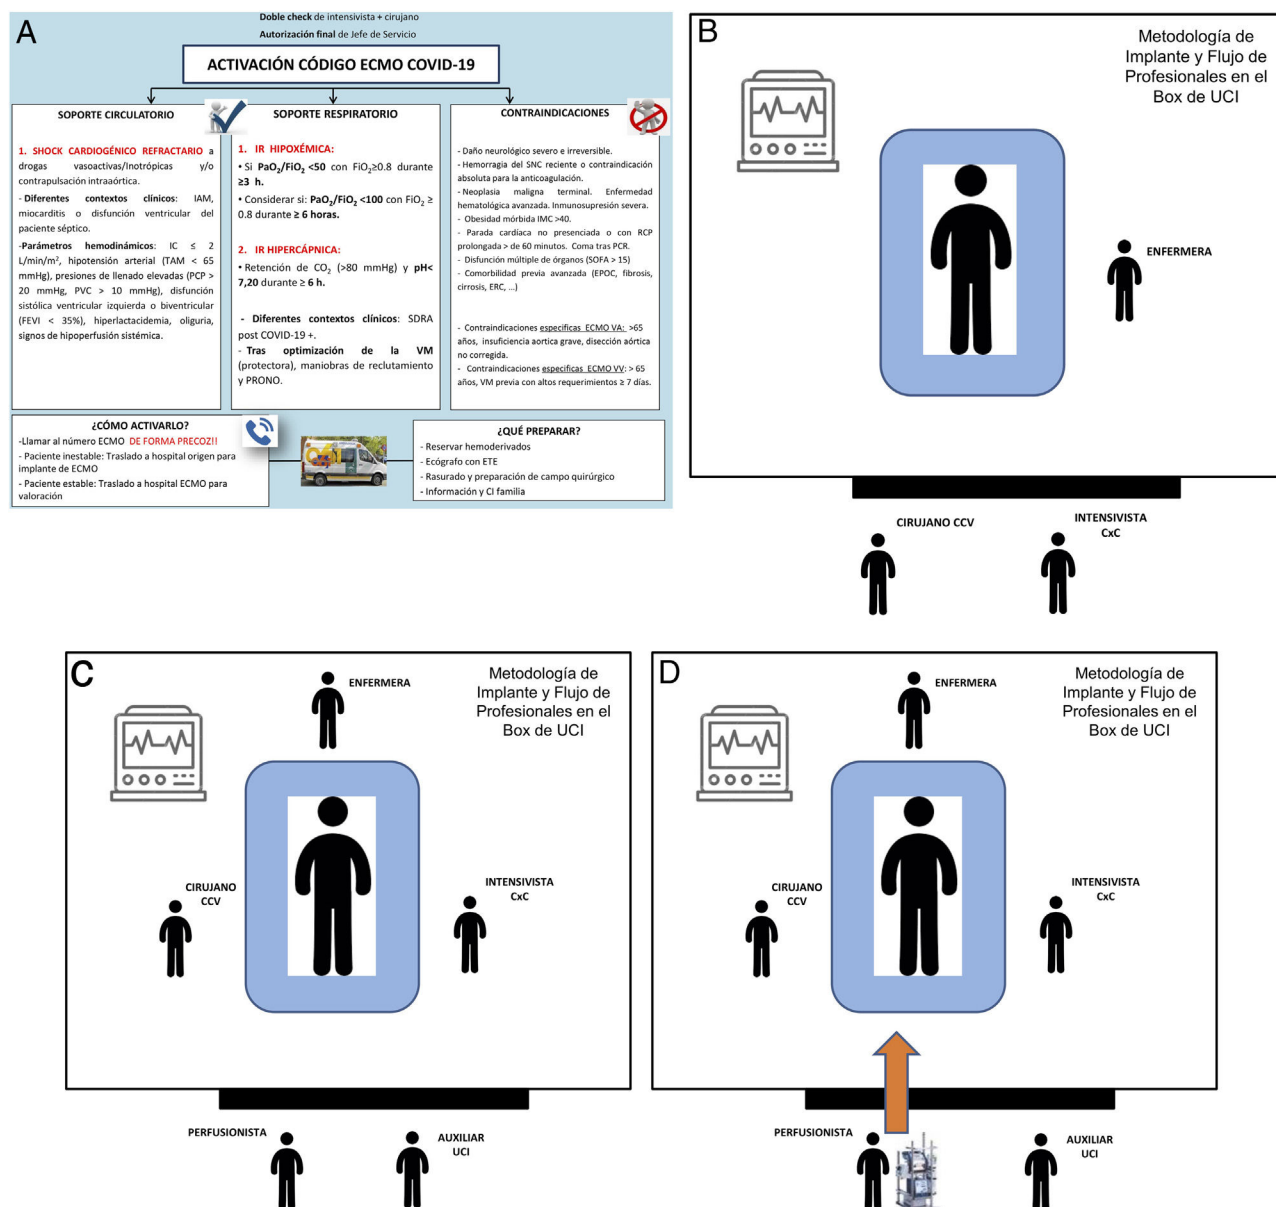 A
Doble check de intensivista + cirujano
Autorización final de Jefe de Servicio
ACTIVACIÓN CÓDIGO ECMO COVID-19
SOPORTE CIRCULATORIO
1. SHOCK CARDIOGÉNICO REFRACTARIO a
drogas vasoactivas/Inotrópicas y/o
contrapulsación intraaórtica.
- Diferentes contextos clínicos: IAM,
miocarditis o disfunción ventricular del
paciente séptico.
-Parámetros hemodinámicos: IC ≤ 2
L/min/m², hipotensión arterial (TAM < 65
mmHg), presiones de llenado elevadas (PCP >
20 mmHg, PVC > 10 mmHg), disfunción
sistólica ventricular izquierda o biventricular
(FEVI < 35%), hiperlactacidemia, oliguria,
signos de hipoperfusión sistémica.
SOPORTE RESPIRATORIO
1. IR HIPOXÉMICA:
• Si PaO₂/FiO₂ <50 con FiO₂≥0.8 durante
≥3 h.
• Considerar si: PaO₂/FiO₂ <100 con FiO₂ ≥
0.8 durante ≥ 6 horas.
2. IR HIPERCÁPNICA:
• Retención de CO₂ (>80 mmHg) y pH<
7,20 durante ≥ 6 h.
- Diferentes contextos clínicos: SDRA
post COVID-19 +.
- Tras optimización de la VM
(protectora), maniobras de reclutamiento
y PRONO.
CONTRAINDICACIONES
- Daño neurológico severo e irreversible.
- Hemorragia del SNC reciente o contraindicación
absoluta para la anticoagulación.
- Neoplasia maligna terminal. Enfermedad
hematológica avanzada. Inmunosupresión severa.
- Obesidad mórbida IMC >40.
- Parada cardíaca no presenciada o con RCP
prolongada > de 60 minutos. Coma tras PCR.
- Disfunción múltiple de órganos (SOFA > 15)
- Comorbilidad previa avanzada (EPOC, fibrosis,
cirrosis, ERC, ...)
- Contraindicaciones especificas ECMO VA: >65
años, insuficiencia aortica grave, disección aórtica
no corregida.
- Contraindicaciones especificas ECMO VV: > 65
años, VM previa con altos requerimientos ≥ 7 días.
¿CÓMO ACTIVARLO?
-Llamar al número ECMO DE FORMA PRECOZ!!
- Paciente inestable: Traslado a hospital origen para
implante de ECMO
- Paciente estable: Traslado a hospital ECMO para
valoración
¿QUÉ PREPARAR?
- Reservar hemoderivados
- Ecógrafo con ETE
- Rasurado y preparación de campo quirúrgico
- Información y CI familia
B
Metodología de
Implante y Flujo de
Profesionales en el
Box de UCI
ENFERMERA
CIRUJANO CCV
INTENSIVISTA
CxC
C
Metodología de
Implante y Flujo de
Profesionales en el
Box de UCI
ENFERMERA
CIRUJANO
CCV
INTENSIVISTA
CxC
PERFUSIONISTA
AUXILIAR
UCI
D
Metodología de
Implante y Flujo de
Profesionales en el
Box de UCI
ENFERMERA
CIRUJANO
CCV
INTENSIVISTA
CxC
PERFUSIONISTA
AUXILIAR
UCI